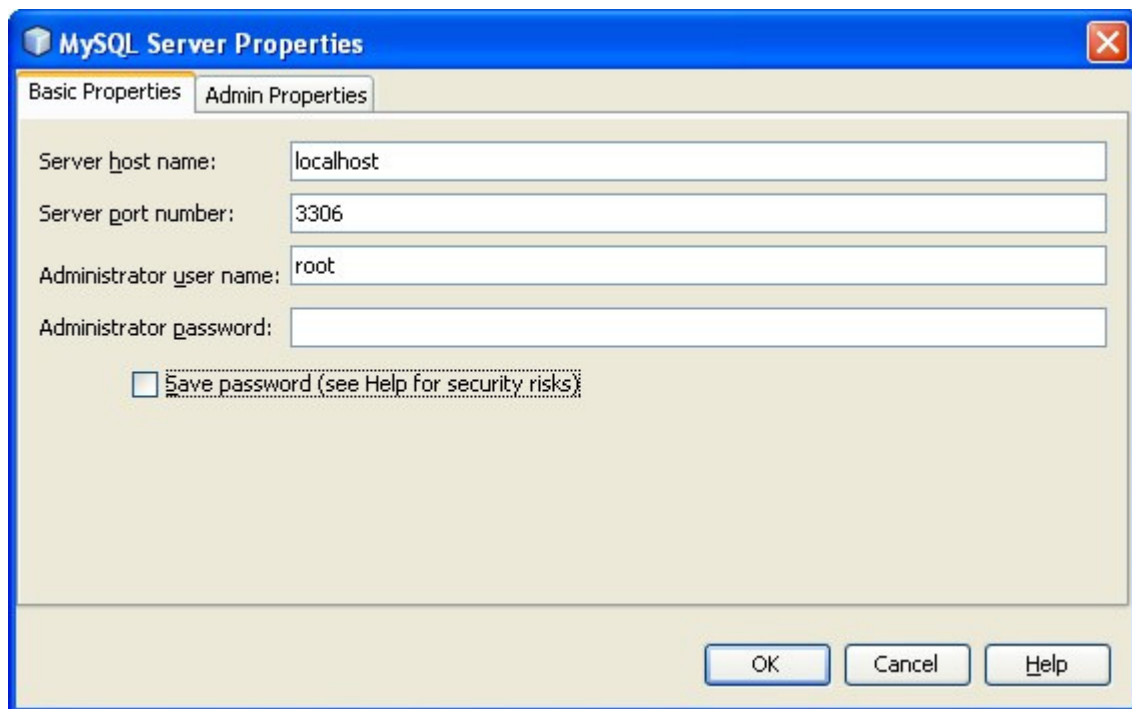 MySQL Server Properties
Basic Properties Admin Properties
Server host name: localhost
Server port number: 3306
Administrator user name: root
Administrator password:
Save password (see Help for security risks)
OK Cancel Help